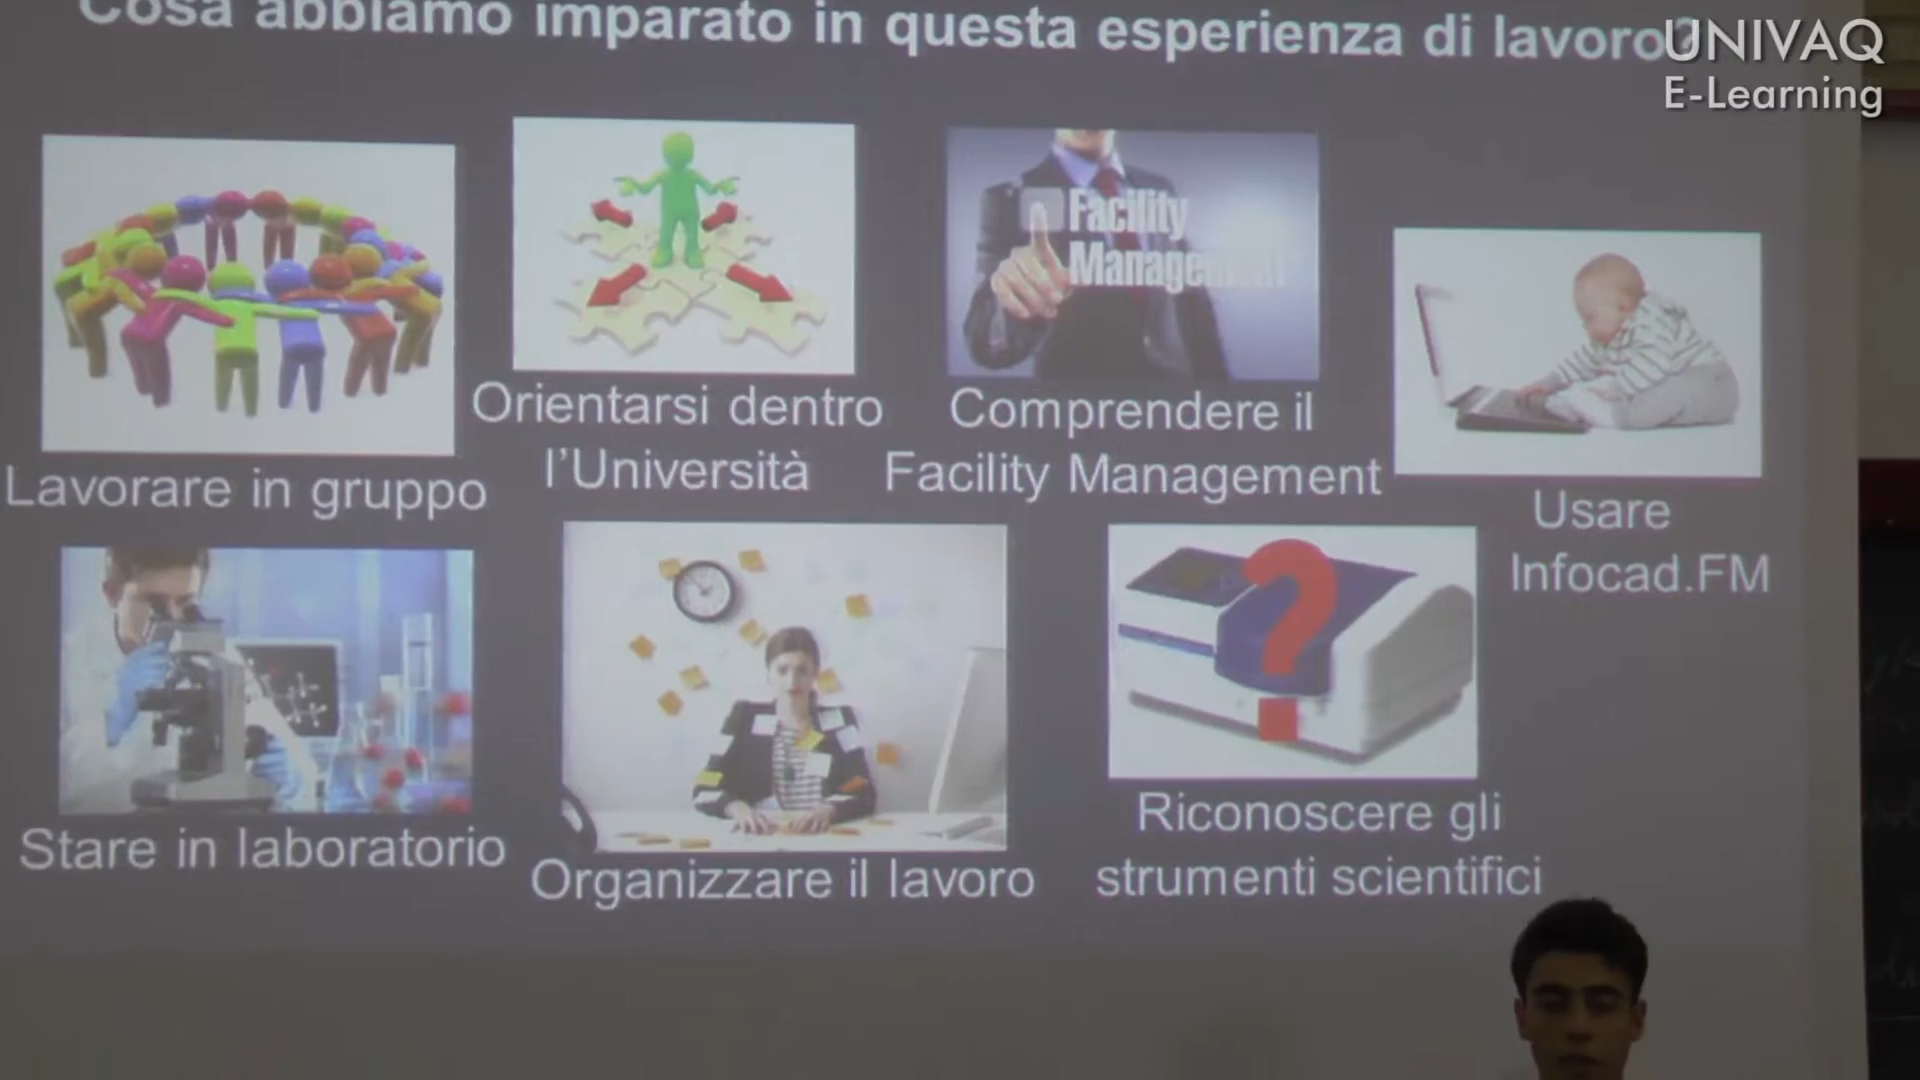 Cosa abbiamo imparato in questa esperienza di lavoro?
UNIVAQ
E-Learning
Facility
Management
Lavorare in gruppo
Orientarsi dentro
l'Università
Comprendere il
Facility Management
Usare
Infocad.FM
Stare in laboratorio
Organizzare il lavoro
Riconoscere gli
strumenti scientifici
?